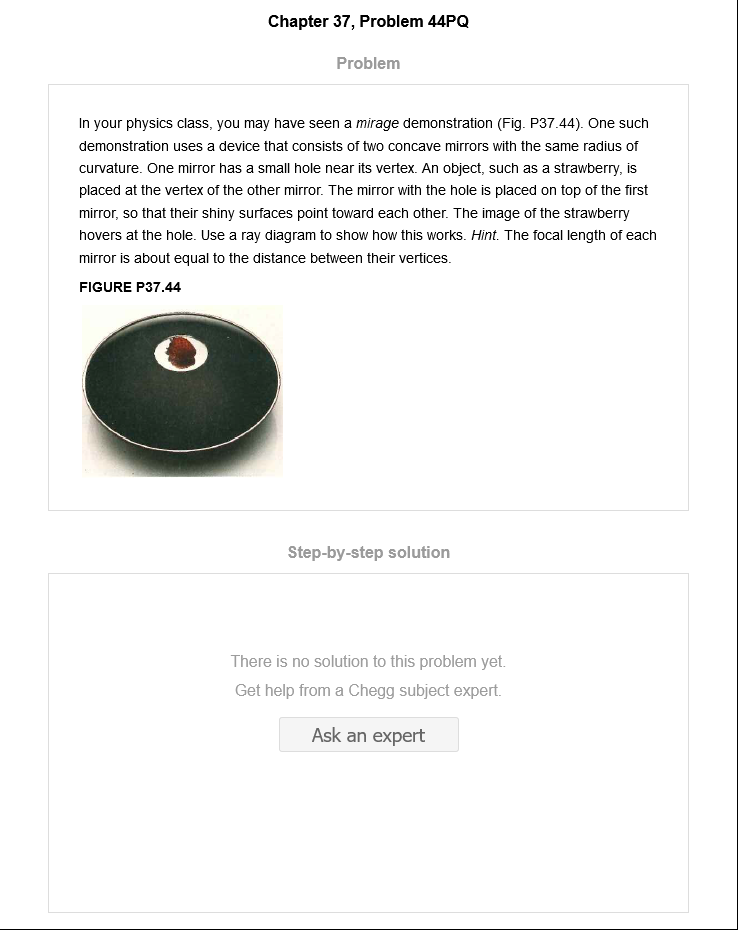 Chapter 37, Problem 44PQ
Problem
In your physics class, you may have seen a mirage demonstration (Fig. P37.44). One such
demonstration uses a device that consists of two concave mirrors with the same radius of
curvature. One mirror has a small hole near its vertex. An object, such as a strawberry, is
placed at the vertex of the other mirror. The mirror with the hole is placed on top of the first
mirror, so that their shiny surfaces point toward each other. The image of the strawberry
hovers at the hole. Use a ray diagram to show how this works. Hint. The focal length of each
mirror is about equal to the distance between their vertices.
FIGURE P37.44
Step-by-step solution
There is no solution to this problem yet.
Get help from a Chegg subject expert.
Ask an expert